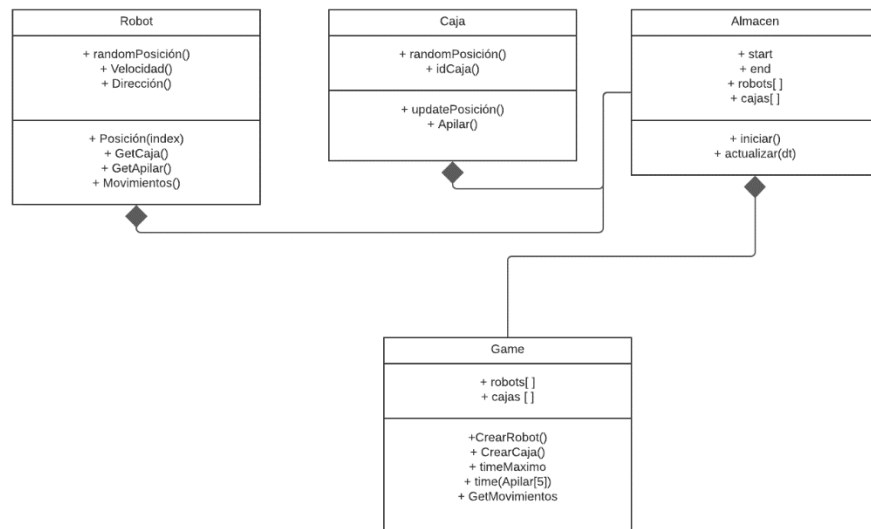 Robot
+ randomPosición()
+ Velocidad()
+ Dirección()
+ Posición(index)
+ GetCaja()
+ GetApilar()
+ Movimientos()
Caja
+ randomPosición()
+ idCaja()
+ updatePosición()
+ Apilar()
Almacen
+ start
+ end
+ robots[ ]
+ cajas[ ]
+ iniciar()
+ actualizar(dt)
Game
+ robots[ ]
+ cajas [ ]
+CrearRobot()
+ CrearCaja()
+ timeMaximo
+ time(Apilar[5])
+ GetMovimientos